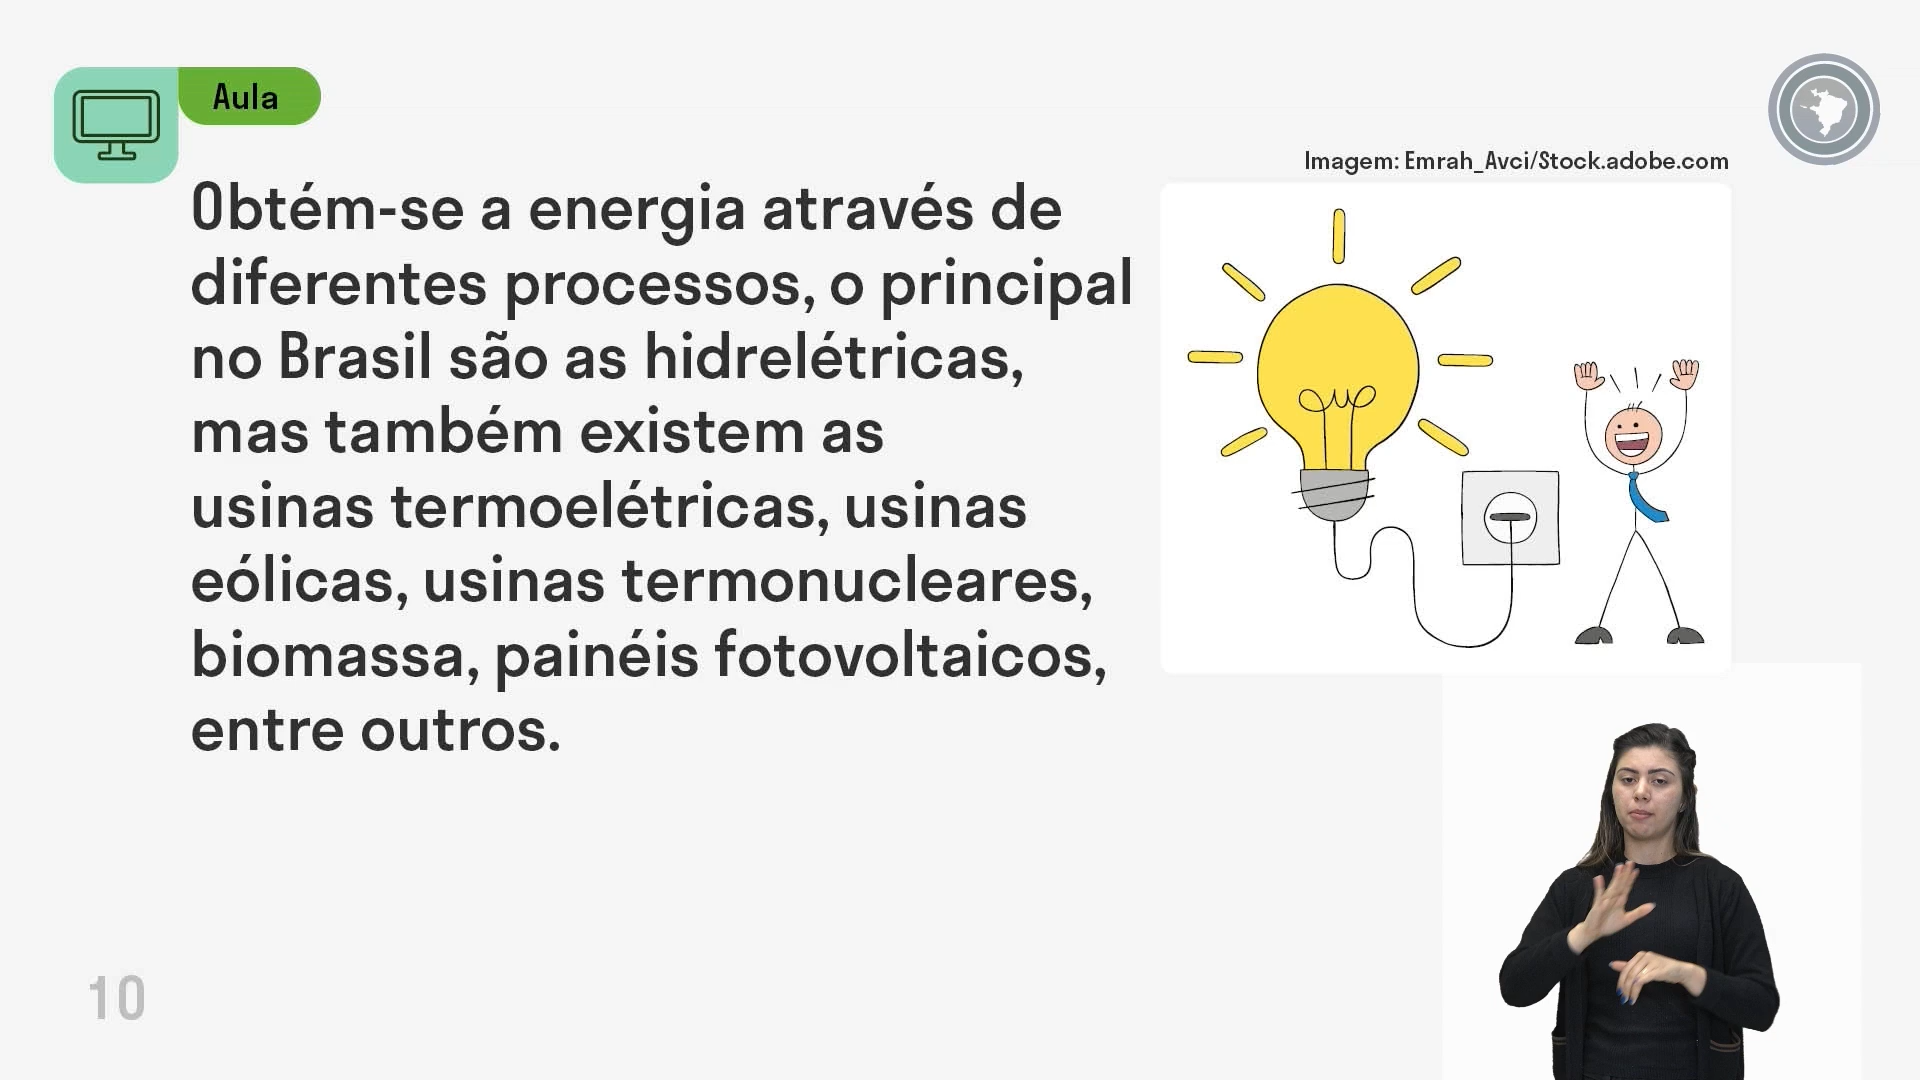 Aula
Imagem: Emrah_Avci/Stock.adobe.com
Obtém-se a energia através de
diferentes processos, o principal
no Brasil são as hidrelétricas,
mas também existem as
usinas termoelétricas, usinas
eólicas, usinas termonucleares,
biomassa, painéis fotovoltaicos,
entre outros.
10